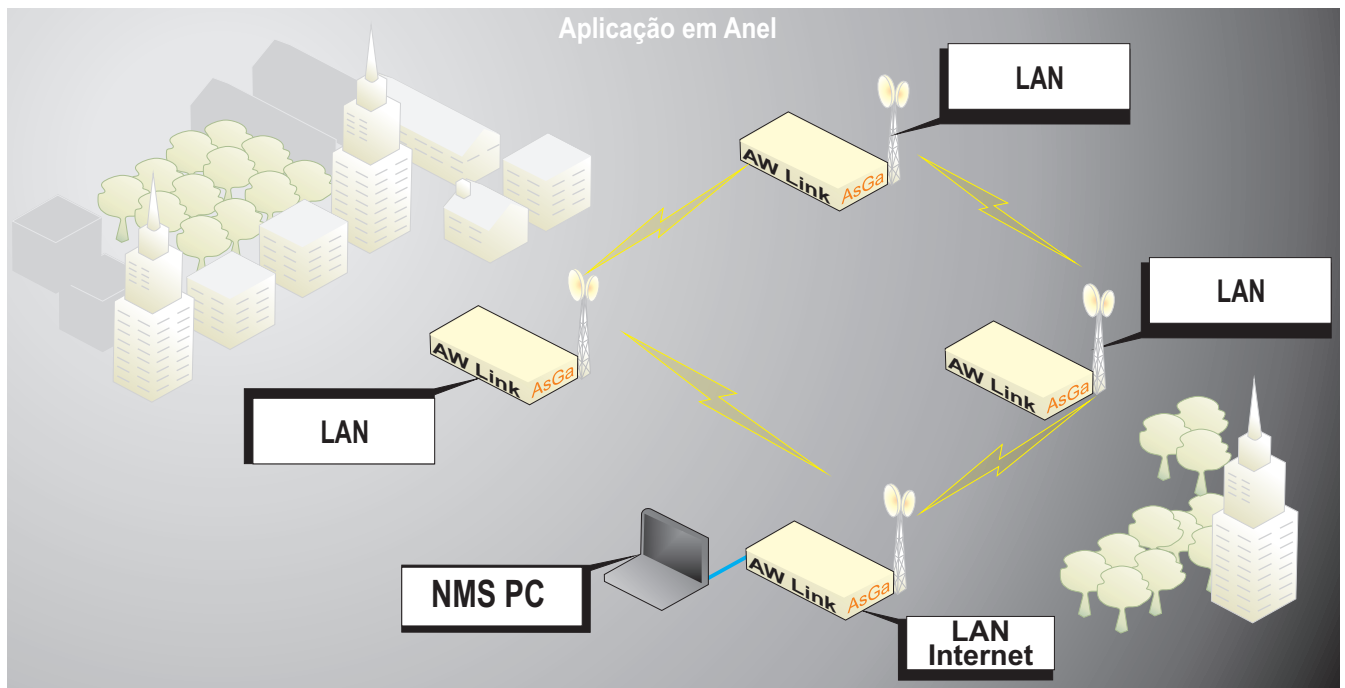 Aplicação em Anel
LAN
AW Link AsGa
LAN
AW Link AsGa
AW Link AsGa
LAN
NMS PC
AW Link AsGa
LAN
Internet